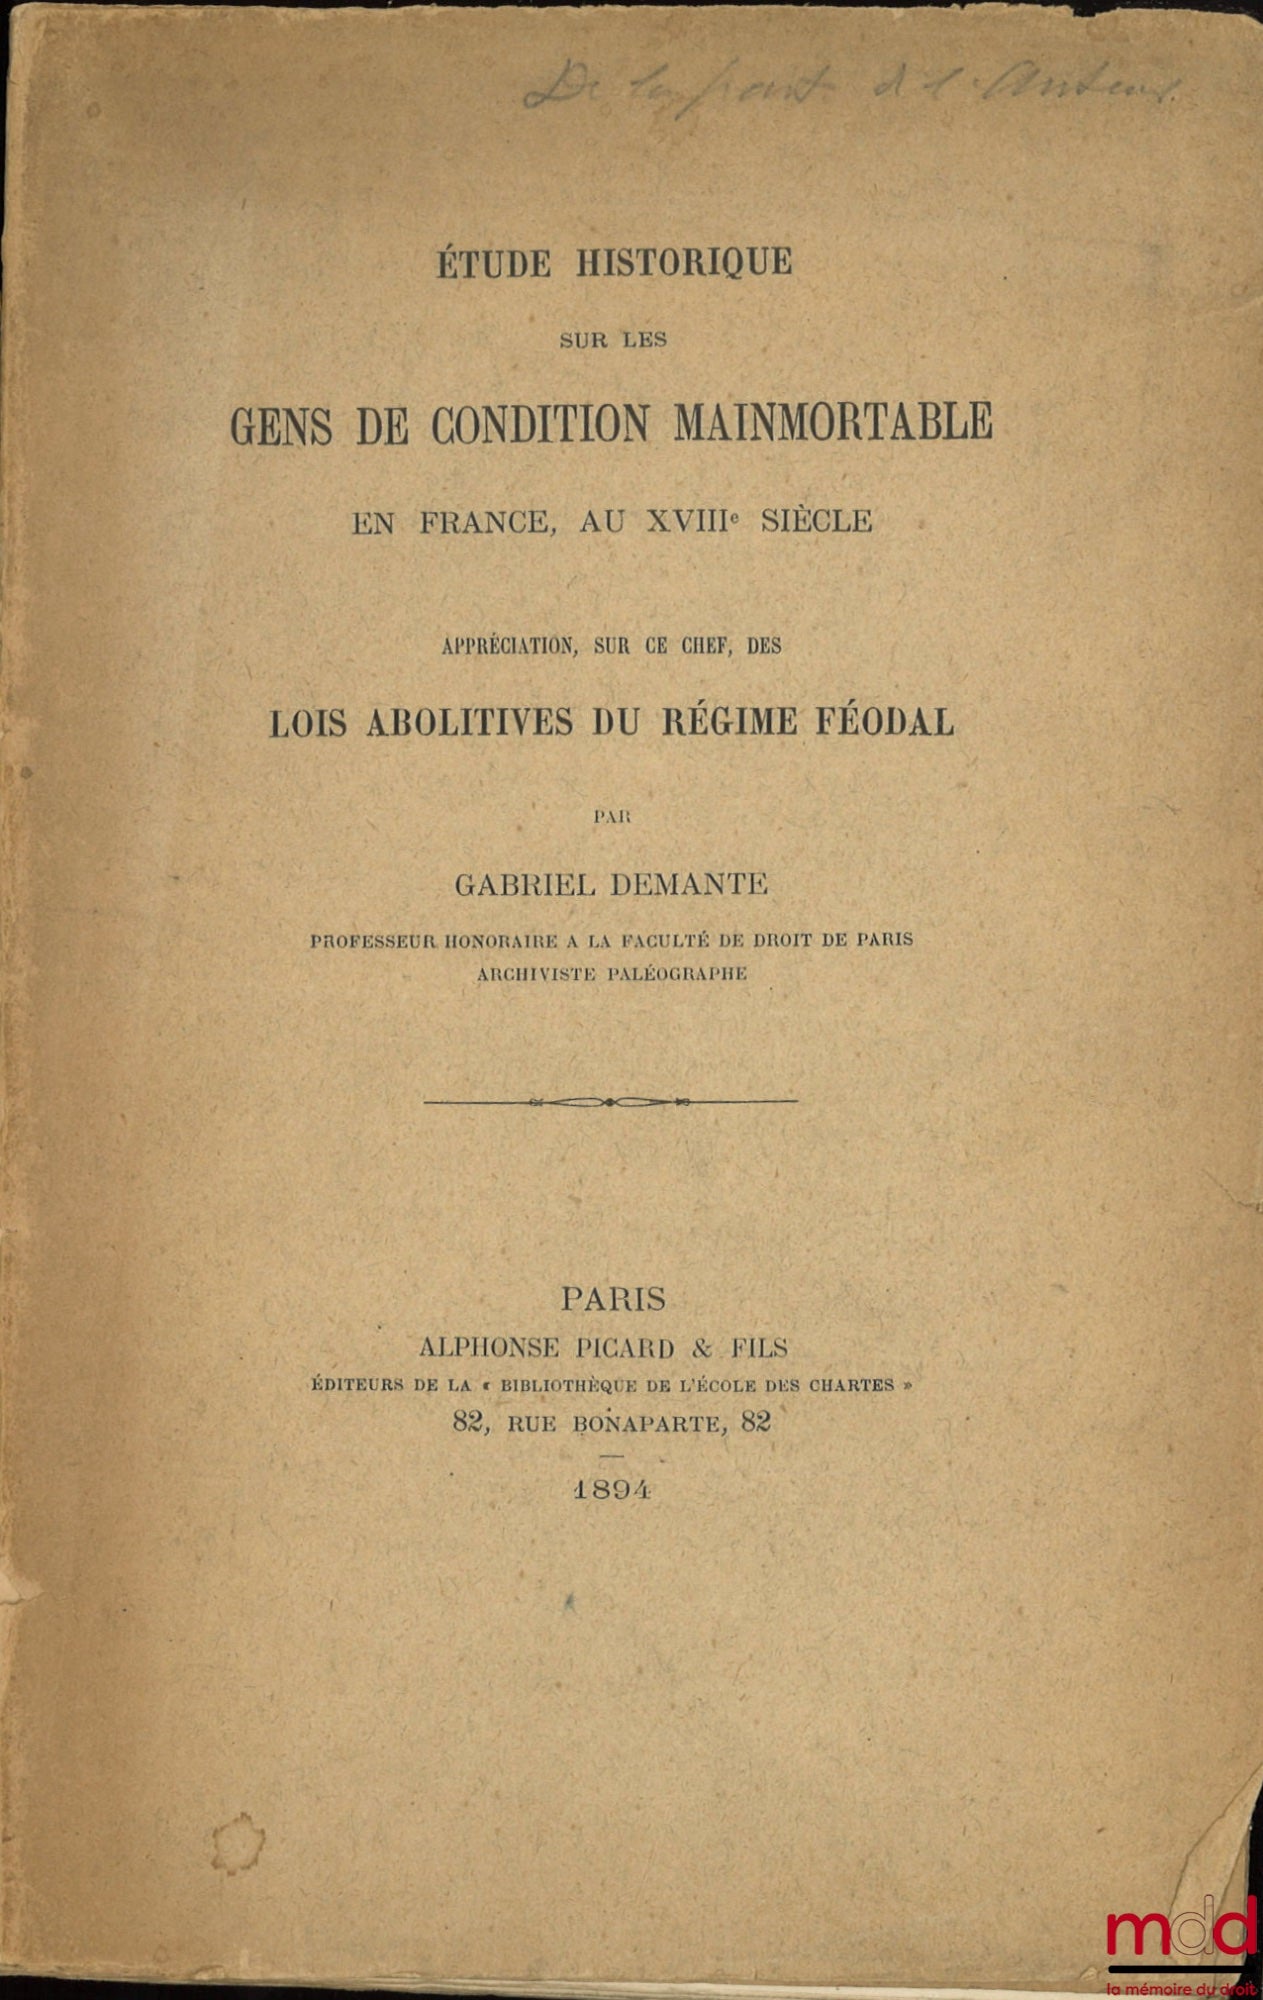 De la part de l'Auteur.
ÉTUDE HISTORIQUE
SUR LES
GENS DE CONDITION MAINMORTABLE
EN FRANCE, AU XVIIIᵉ SIÈCLE
APPRÉCIATION, SUR CE CHEF, DES
LOIS ABOLITIVES DU RÉGIME FÉODAL
PAR
GABRIEL DEMANTE
PROFESSEUR HONORAIRE A LA FACULTÉ DE DROIT DE PARIS
ARCHIVISTE PALÉOGRAPHE
PARIS
ALPHONSE PICARD & FILS
ÉDITEURS DE LA « BIBLIOTHÈQUE DE L'ÉCOLE DES CHARTES »
82, RUE BONAPARTE, 82
1894
mdd
la mémoire du droit